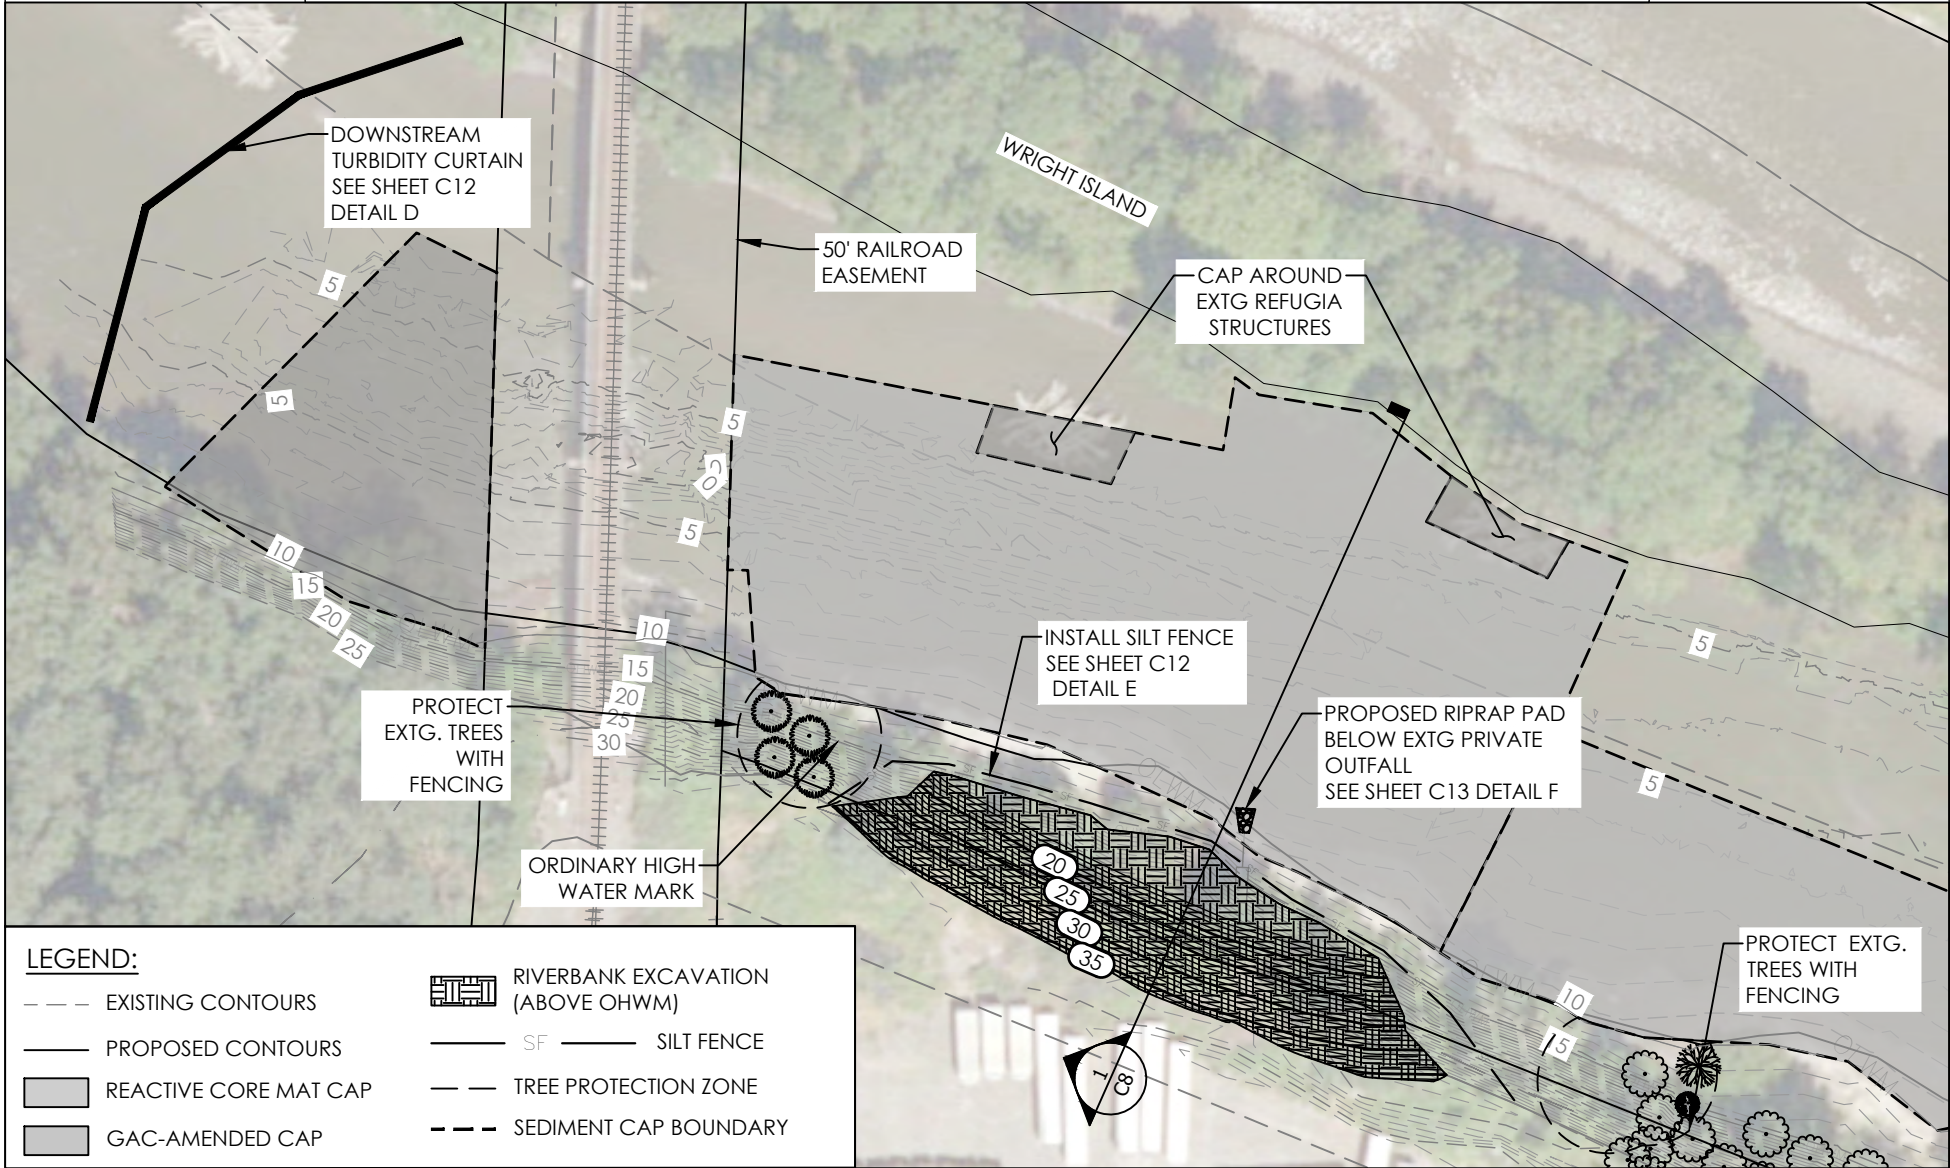 DOWNSTREAM
TURBIDITY CURTAIN
SEE SHEET C12
DETAIL D
WRIGHT ISLAND
50' RAILROAD
EASEMENT
CAP AROUND
EXTG REFUGIA
STRUCTURES
5
5
5
0
5
10
15
20
25
10
15
20
25
30
5
5
INSTALL SILT FENCE
SEE SHEET C12
DETAIL E
PROTECT
EXTG. TREES
WITH
FENCING
PROPOSED RIPRAP PAD
BELOW EXTG PRIVATE
OUTFALL
SEE SHEET C13 DETAIL F
ORDINARY HIGH
WATER MARK
OHWM
SF
20
25
30
35
PROTECT EXTG.
TREES WITH
FENCING
10
15
OHWM
OHWM
1
C8
LEGEND:
EXISTING CONTOURS
PROPOSED CONTOURS
REACTIVE CORE MAT CAP
GAC-AMENDED CAP
RIVERBANK EXCAVATION
(ABOVE OHWM)
SF SILT FENCE
TREE PROTECTION ZONE
SEDIMENT CAP BOUNDARY